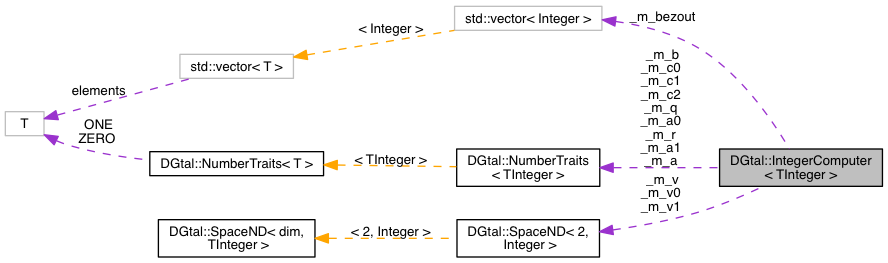 std::vector< Integer >
_m_bezout
< Integer >
std::vector< T >
elements
T
ONE
ZERO
DGtal::NumberTraits< T >
< TInteger >
DGtal::NumberTraits
< TInteger >
_m_b
_m_c0
_m_c1
_m_c2
_m_q
_m_a0
_m_r
_m_a1
_m_a
DGtal::IntegerComputer
< TInteger >
_m_v
_m_v0
_m_v1
DGtal::SpaceND< dim,
TInteger >
< 2, Integer >
DGtal::SpaceND< 2,
Integer >